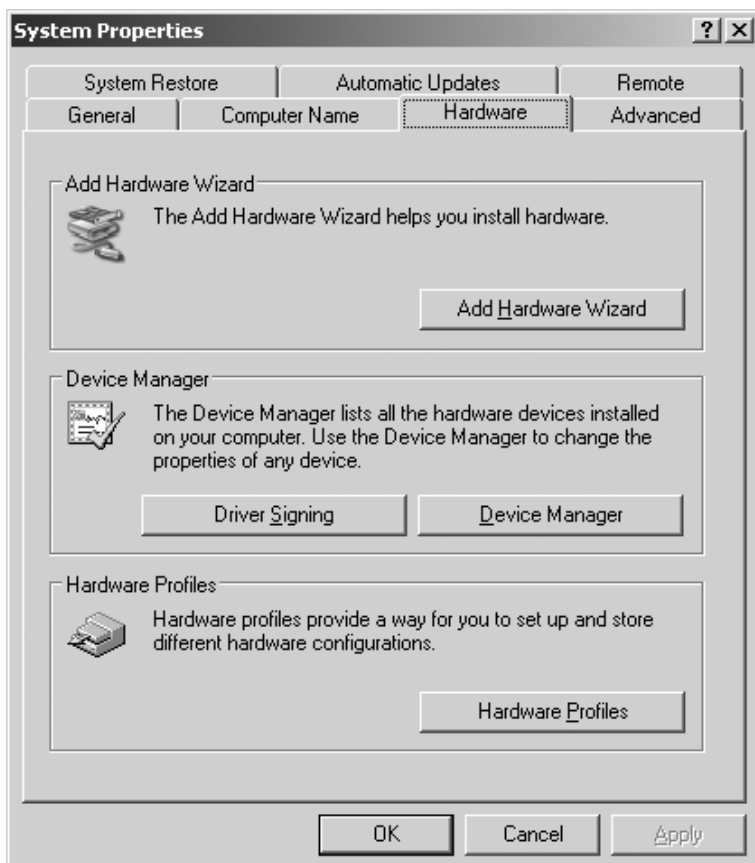 System Properties
System Restore Automatic Updates Remote
General Computer Name Hardware Advanced
Add Hardware Wizard
The Add Hardware Wizard helps you install hardware.
Add Hardware Wizard
Device Manager
The Device Manager lists all the hardware devices installed
on your computer. Use the Device Manager to change the
properties of any device.
Driver Signing Device Manager
Hardware Profiles
Hardware profiles provide a way for you to set up and store
different hardware configurations.
Hardware Profiles
OK Cancel Apply